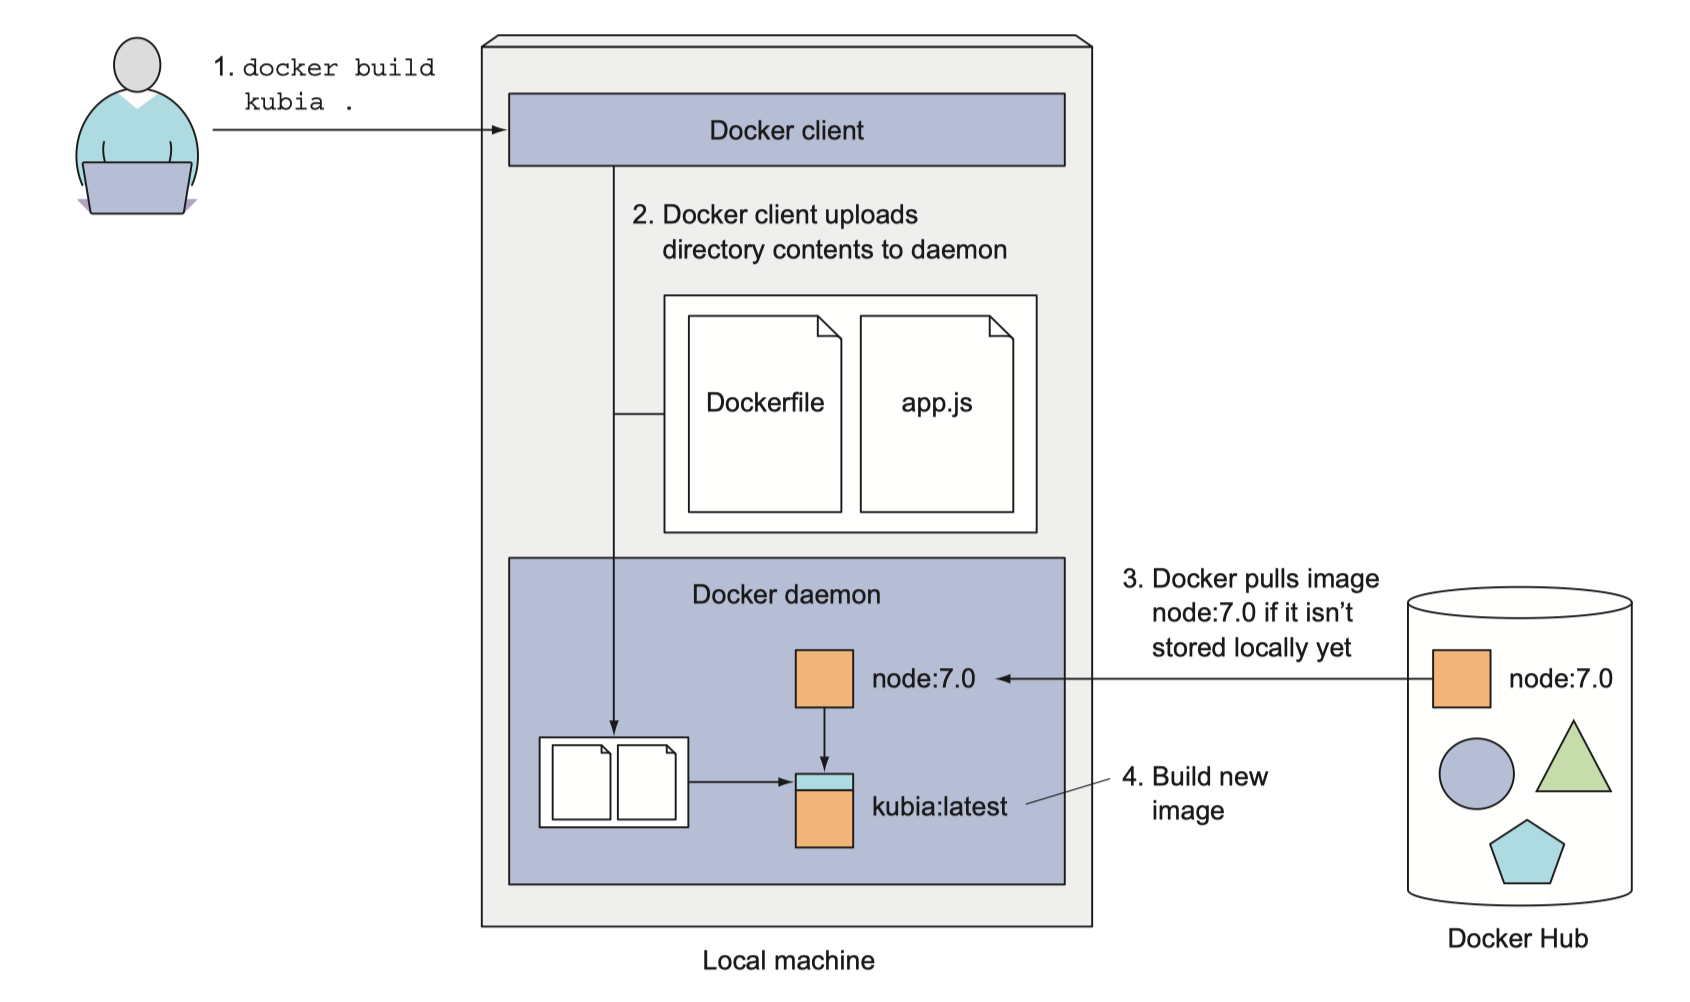 1. docker build
kubia .
Docker client
2. Docker client uploads
directory contents to daemon
Dockerfile
app.js
Docker daemon
3. Docker pulls image
node:7.0 if it isn't
stored locally yet
node:7.0
node:7.0
kubia:latest
4. Build new
image
Docker Hub
Local machine